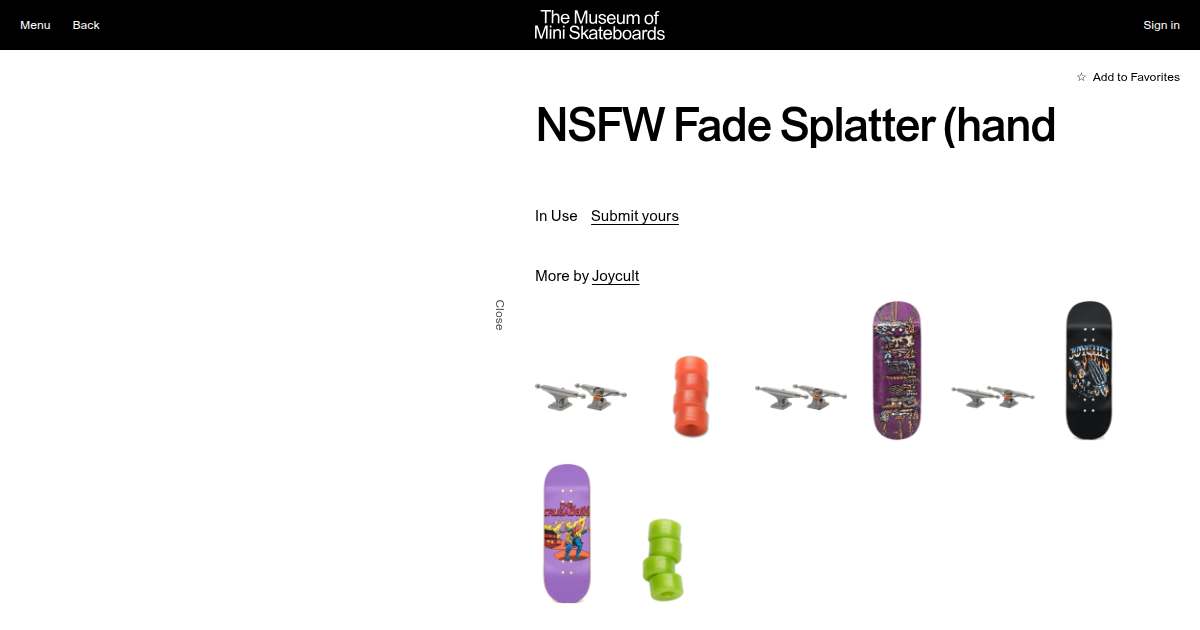 Menu
Back
The Museum of
Mini Skateboards
Sign in
☆ Add to Favorites
NSFW Fade Splatter (hand
In Use
Submit yours
More by Joycult
Close
JOYCULT